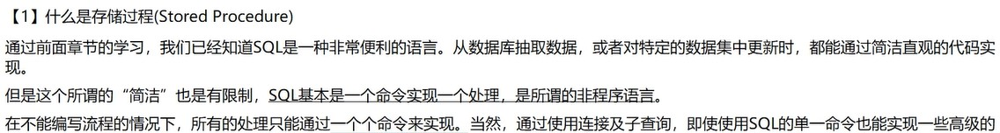 【1】什么是存储过程(Stored Procedure)
通过前面章节的学习，我们已经知道SQL是一种非常便利的语言。从数据库抽取数据，或者对特定的数据集中更新时，都能通过简洁直观的代码实
现。
但是这个所谓的“简洁”也是有限制，SQL基本是一个命令实现一个处理，是所谓的非程序语言。
在不能编写流程的情况下，所有的处理只能通过一个个命令来实现。当然，通过使用连接及子查询，即使使用SQL的单一命令也能实现一些高级的